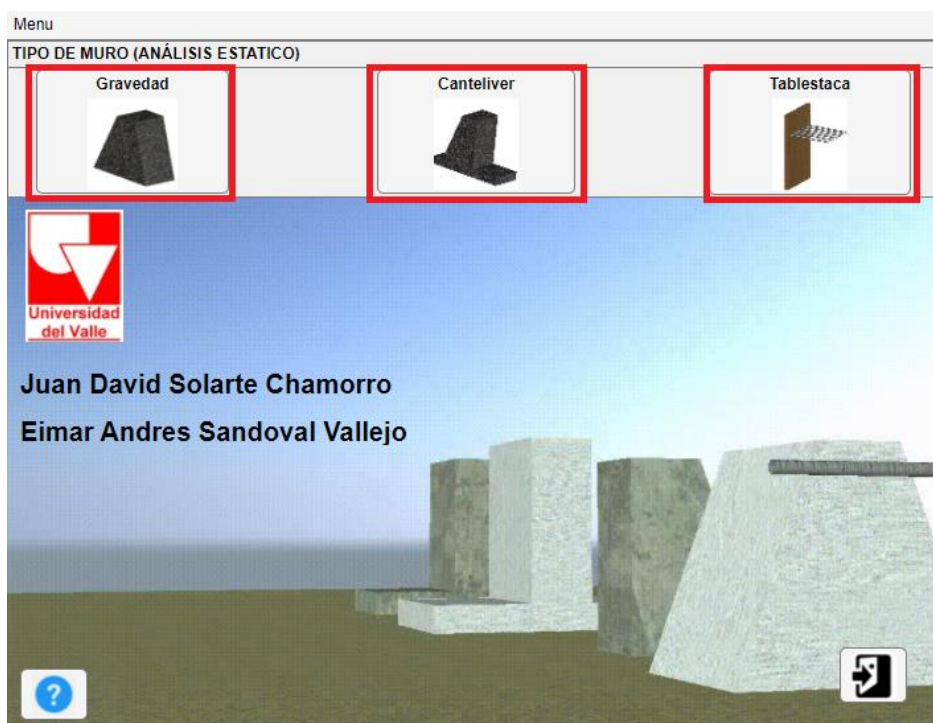 Menu
TIPO DE MURO (ANÁLISIS ESTATICO)
Gravedad
Canteliver
Tablestaca
Universidad
del Valle
Juan David Solarte Chamorro
Eimar Andres Sandoval Vallejo
?